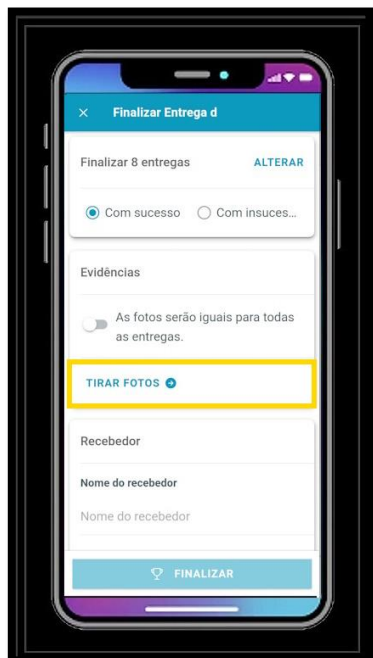 Finalizar Entrega d
Finalizar 8 entregas ALTERAR
Com sucesso Com insuces...
Evidências
As fotos serão iguais para todas
as entregas.
TIRAR FOTOS
Recebedor
Nome do recebedor
Nome do recebedor
FINALIZAR